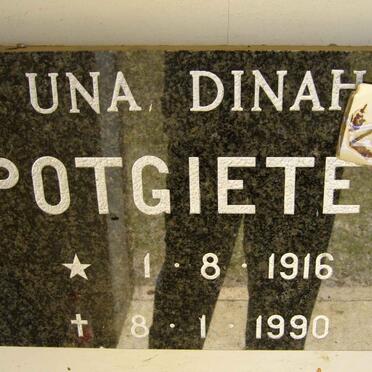 UNA DINAH
POTGIETE
★ 1·8·1916
✝ 8·1·1990